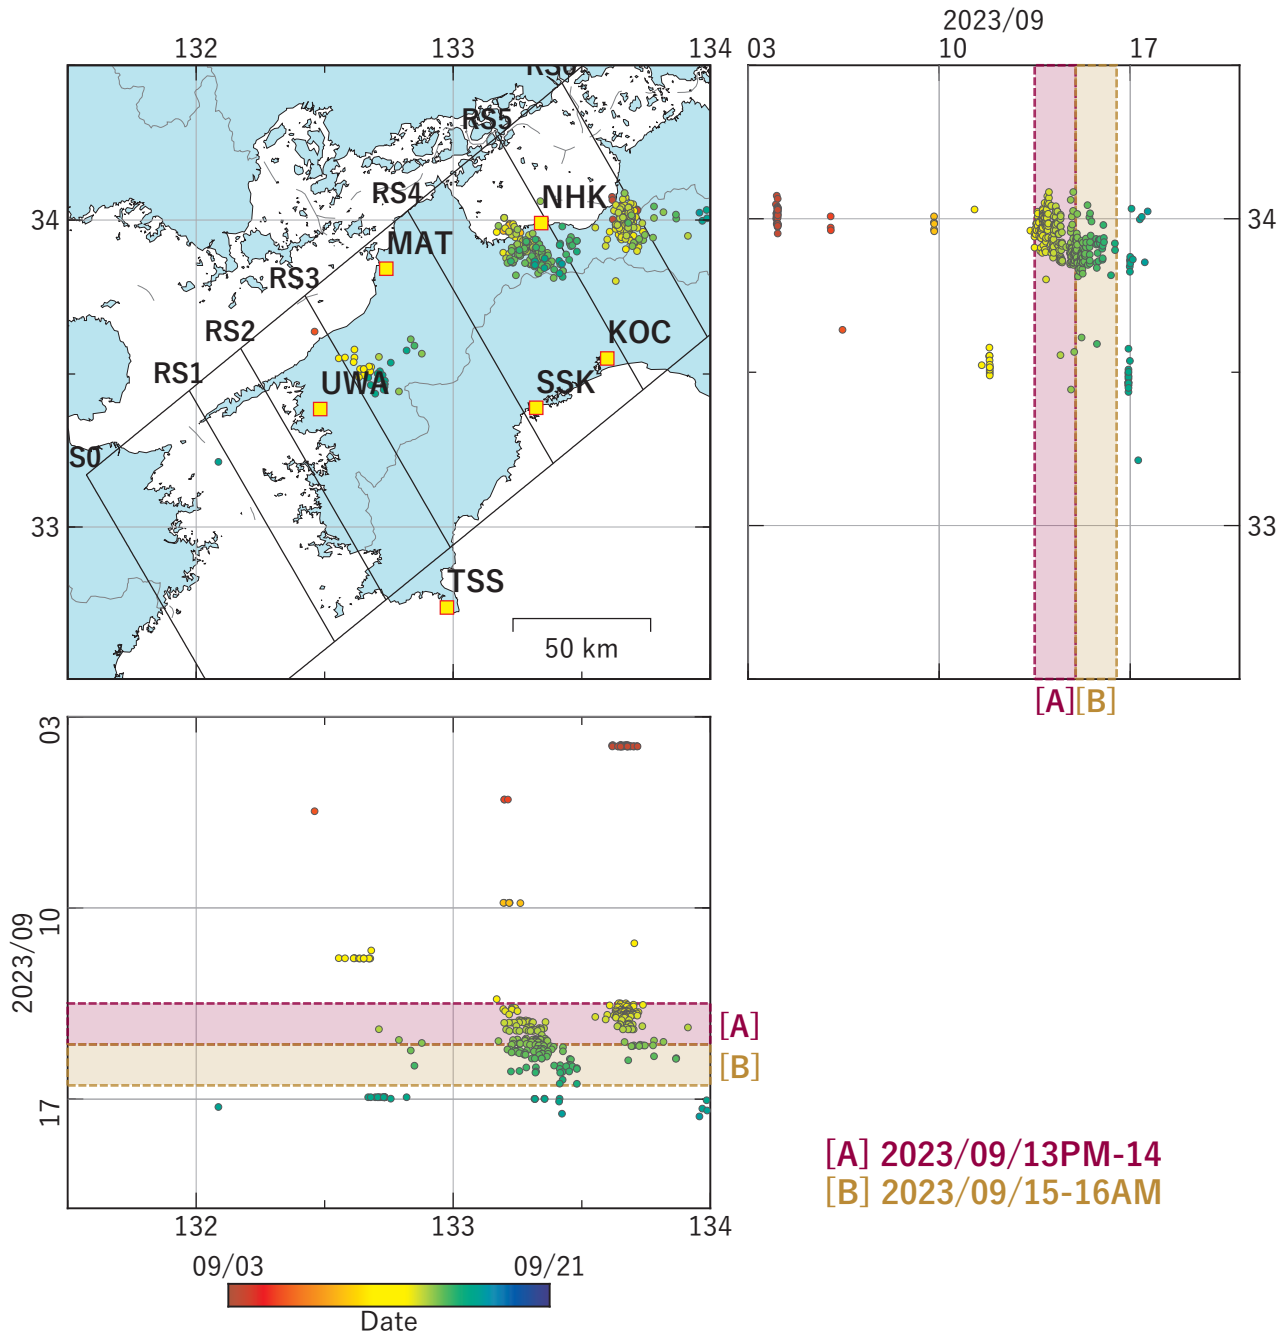 2023/09
132 133 134 03 10 17
RS6
RS5
RS4 NHK
34 34
MAT
RS3
RS2 KOC
RS1 SSK
UWA
S0
33 33
TSS
50 km
[A] [B]
03
10
17
2023/09
[A]
[B]
132 133 134
[A] 2023/09/13PM-14
[B] 2023/09/15-16AM
09/03 09/21
Date